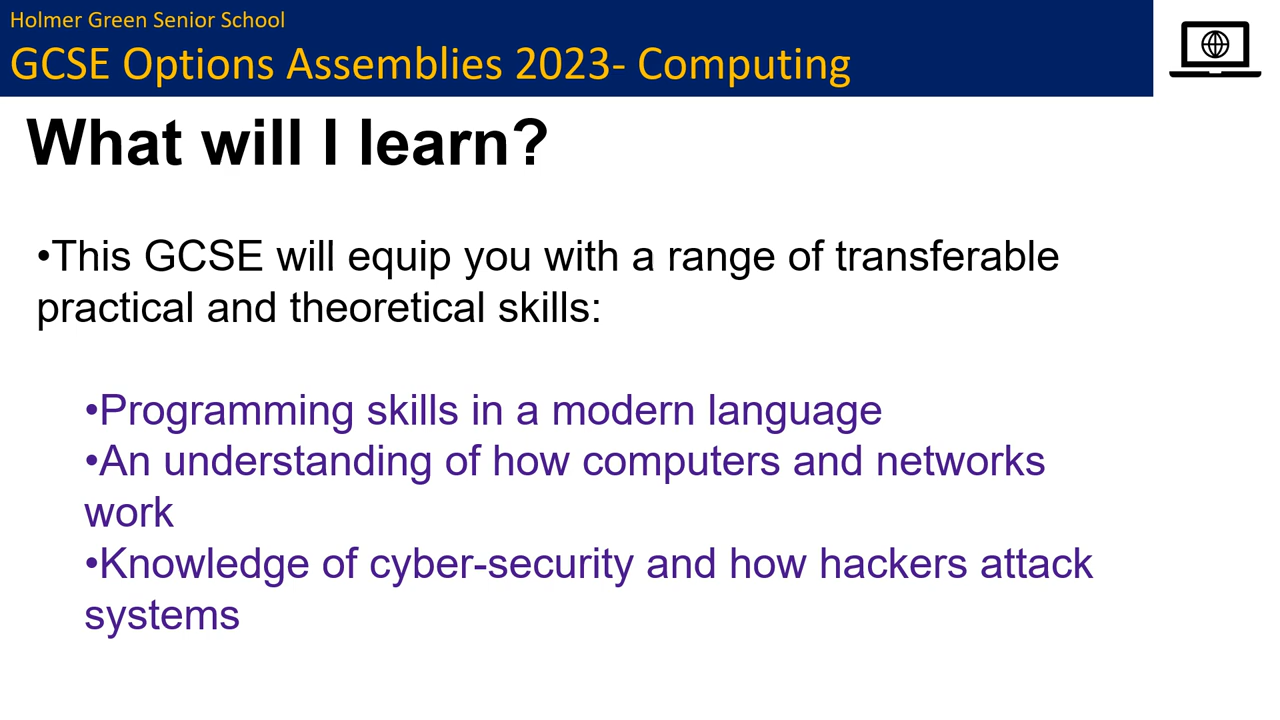 Holmer Green Senior School
GCSE Options Assemblies 2023- Computing
What will I learn?
•This GCSE will equip you with a range of transferable
practical and theoretical skills:
•Programming skills in a modern language
•An understanding of how computers and networks
work
•Knowledge of cyber-security and how hackers attack
systems